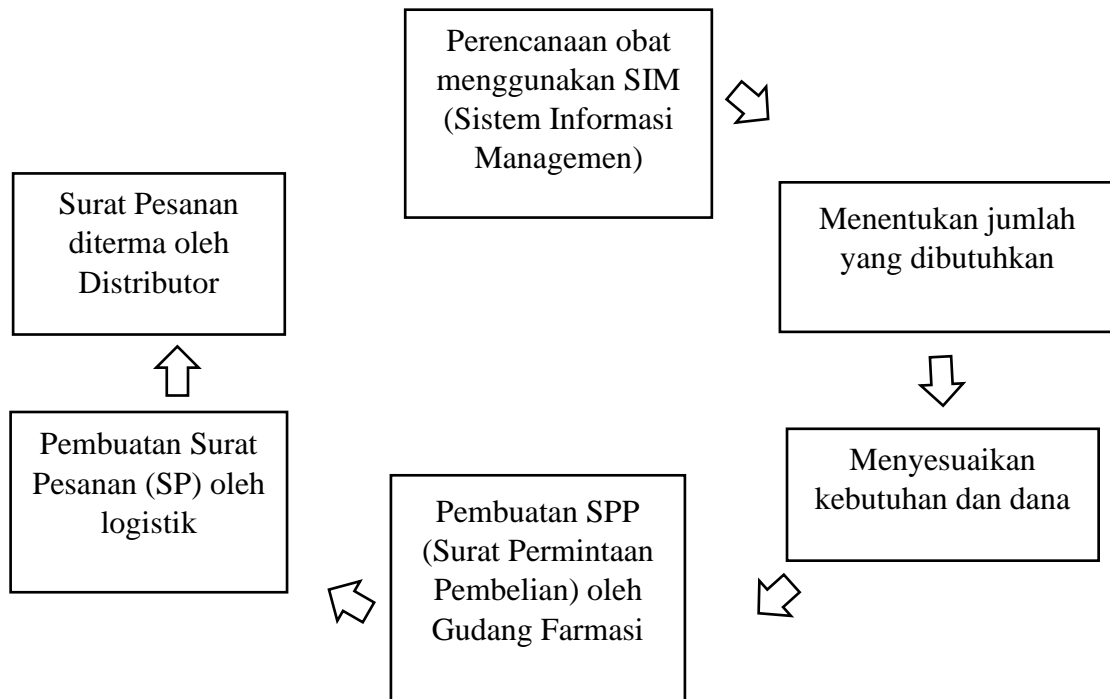 Perencanaan obat
menggunakan SIM
(Sistem Informasi
Managemen)
Menentukan jumlah
yang dibutuhkan
Menyesuaikan
kebutuhan dan dana
Pembuatan SPP
(Surat Permintaan
Pembelian) oleh
Gudang Farmasi
Pembuatan Surat
Pesanan (SP) oleh
logistik
Surat Pesanan
diterma oleh
Distributor